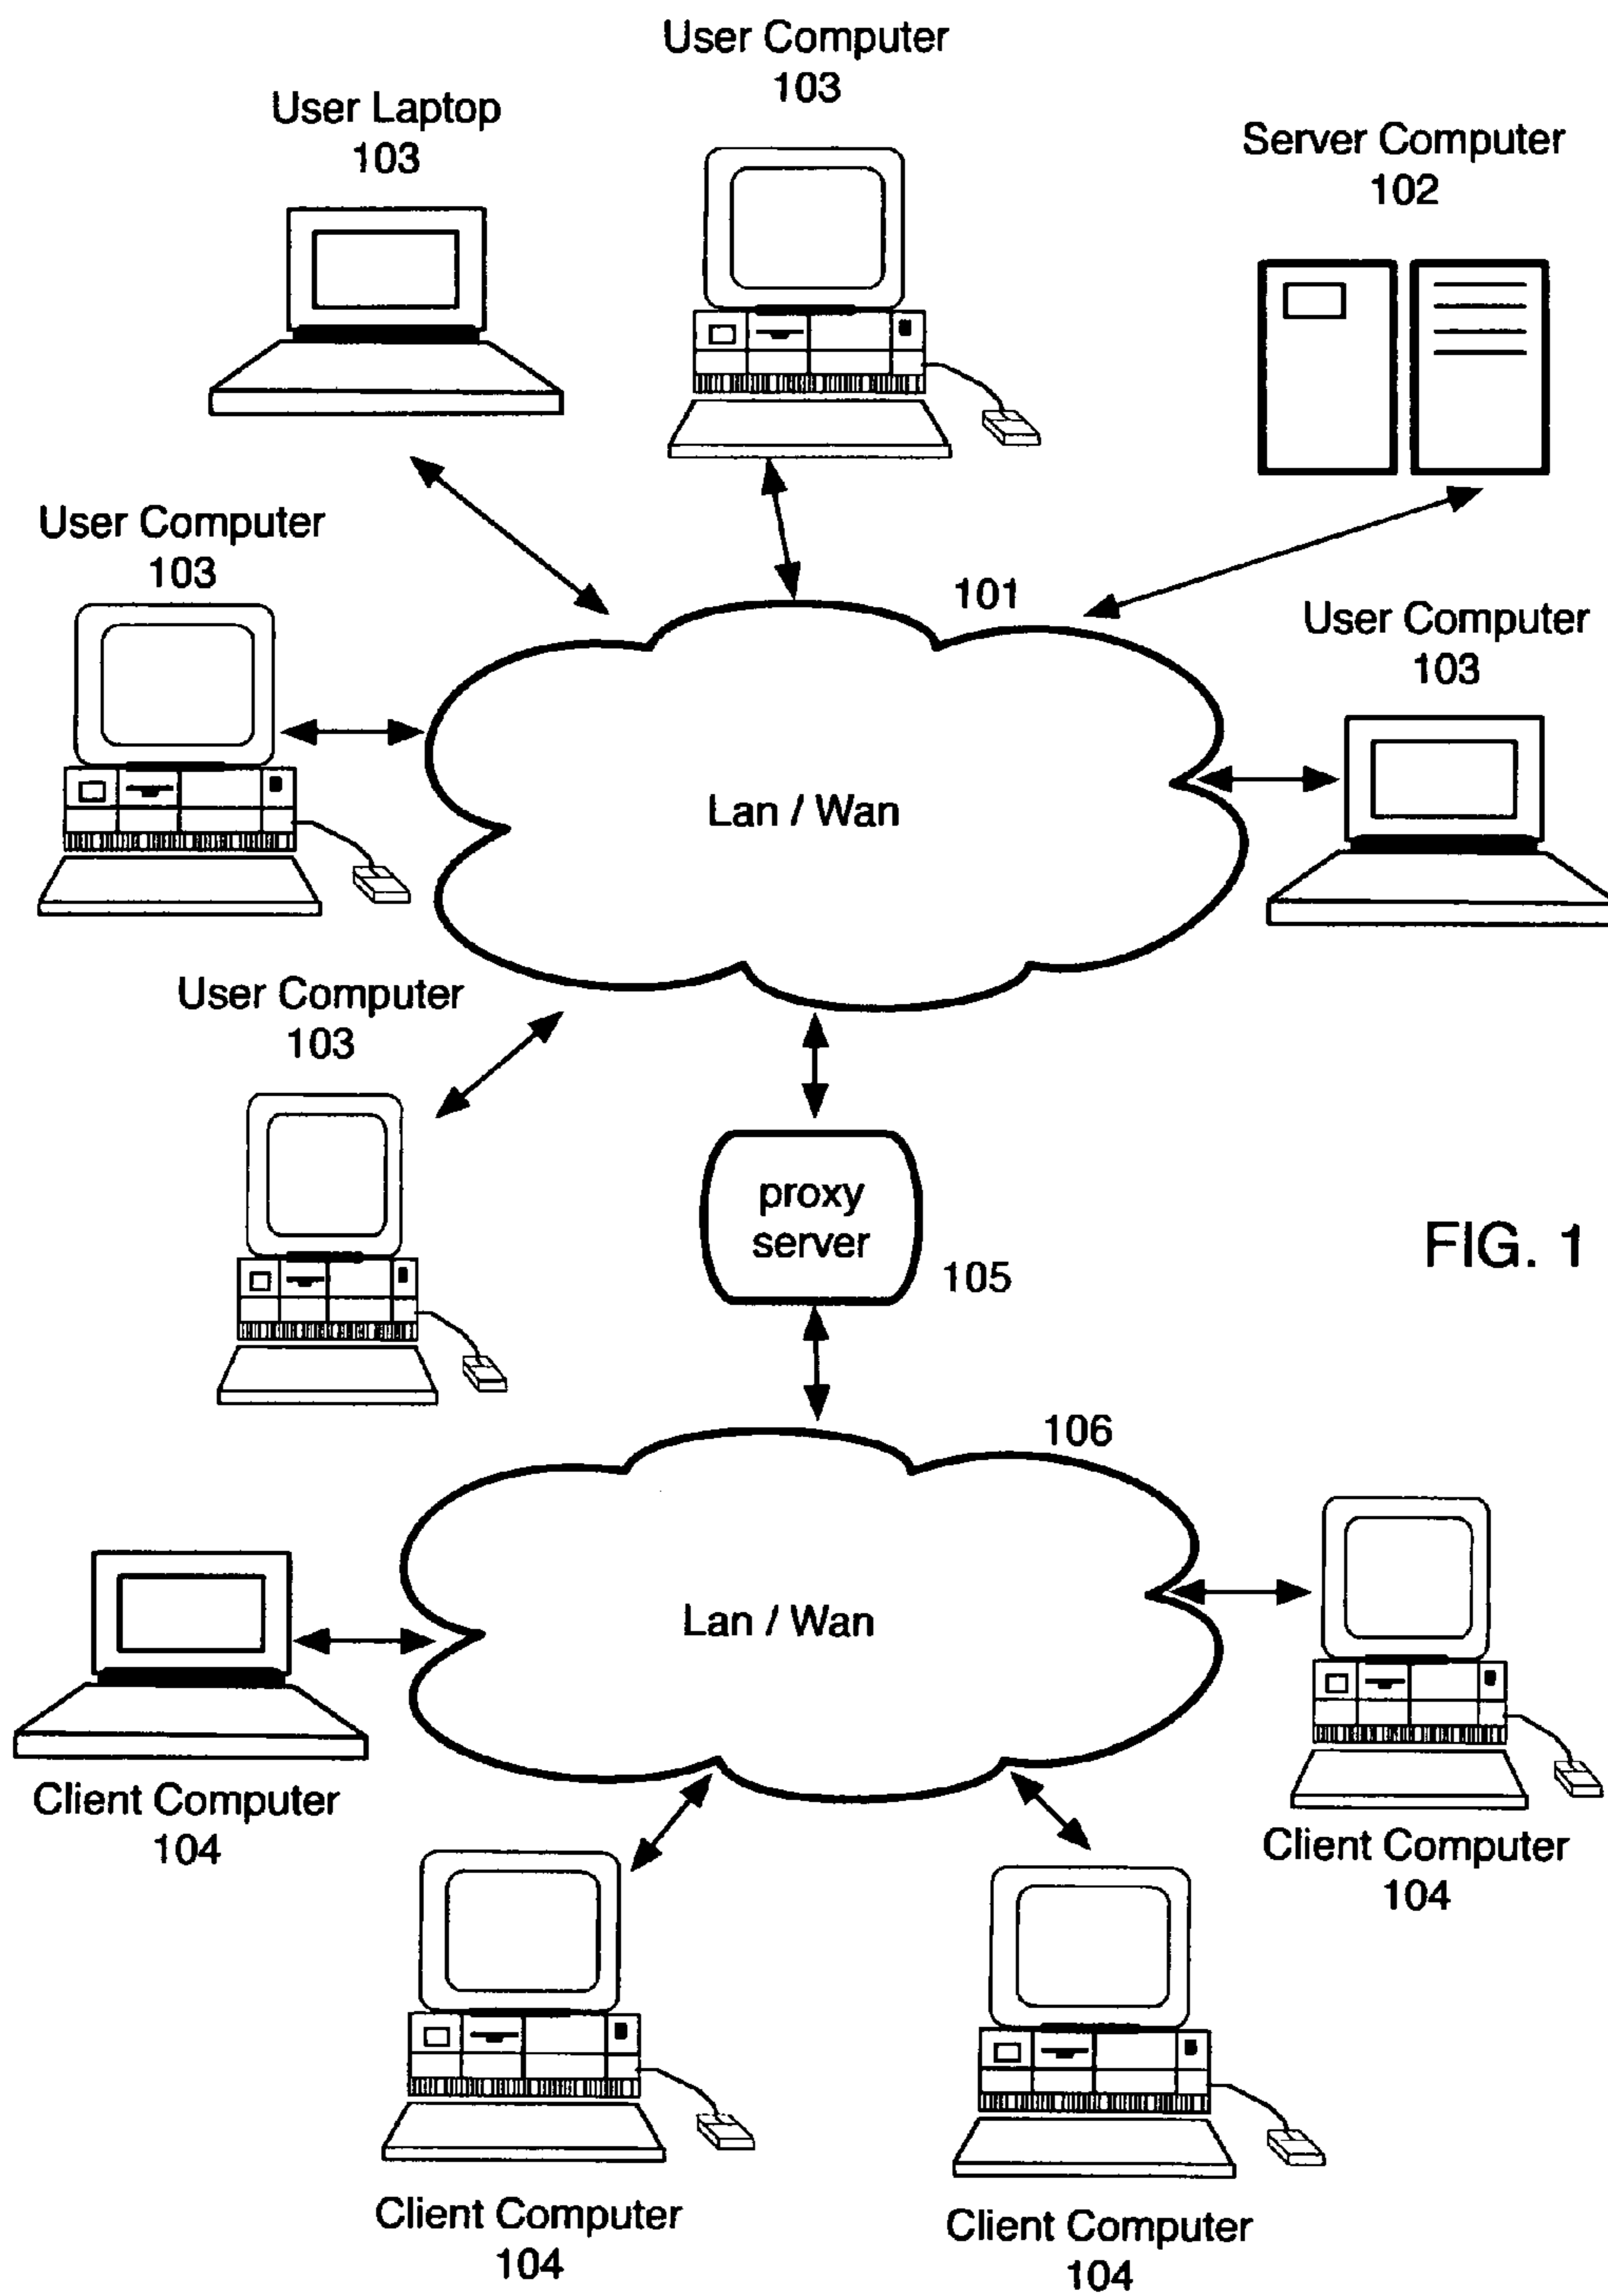 User Computer
103
User Laptop
103
Server Computer
102
User Computer
103
101
User Computer
103
Lan / Wan
User Computer
103
proxy
server
105
FIG. 1
106
Lan / Wan
Client Computer
104
Client Computer
104
Client Computer
104
Client Computer
104